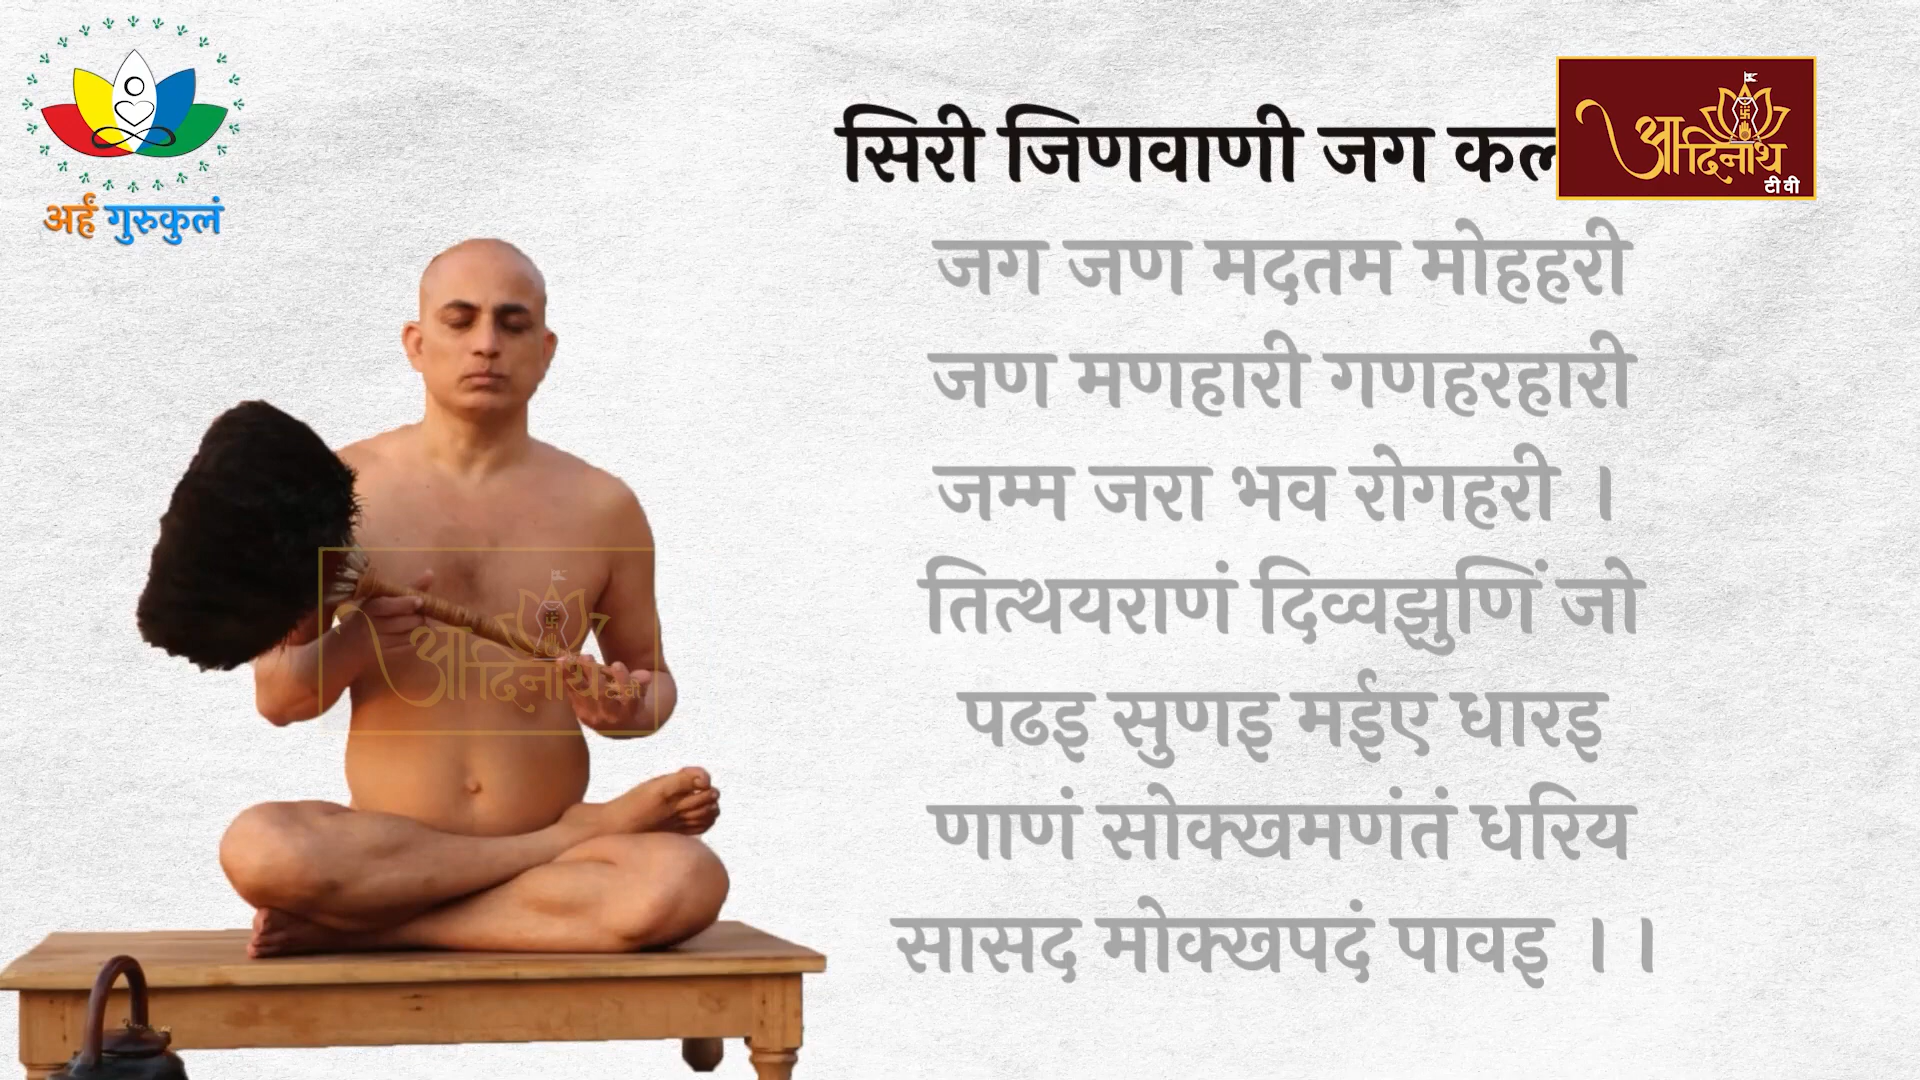 अर्हं गुरुकुलं
आदिनाथ
टीवी
सिरी जिणवाणी जग
जग जण मदतम मोहहरी
जण मणहारी गणहरहारी
जम्म जरा भव रोगहरी ।
तित्थयराणं दिव्वझुणिं जो
पढइ सुणइ मईए धारइ
णाणं सोक्खमणंतं धरिय
सासद मोक्खपदं पावइ ।।
आदिनाथ टीवी